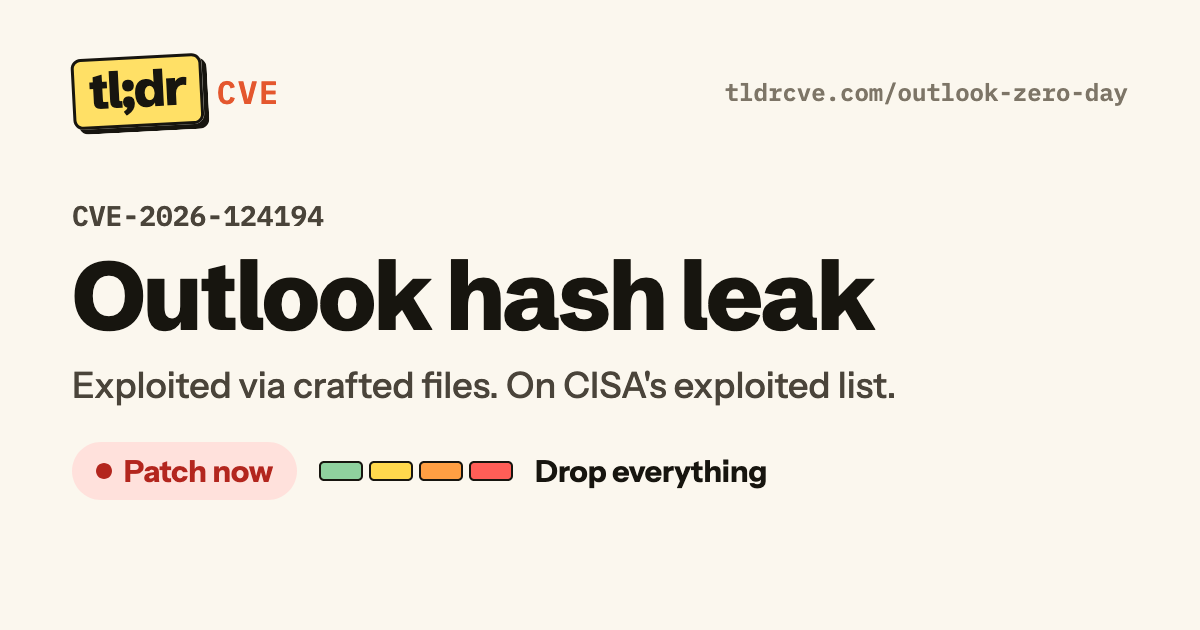 tl;dr CVE
tldrcve.com/outlook-zero-day
CVE-2026-124194
Outlook hash leak
Exploited via crafted files. On CISA's exploited list.
Patch now
Drop everything